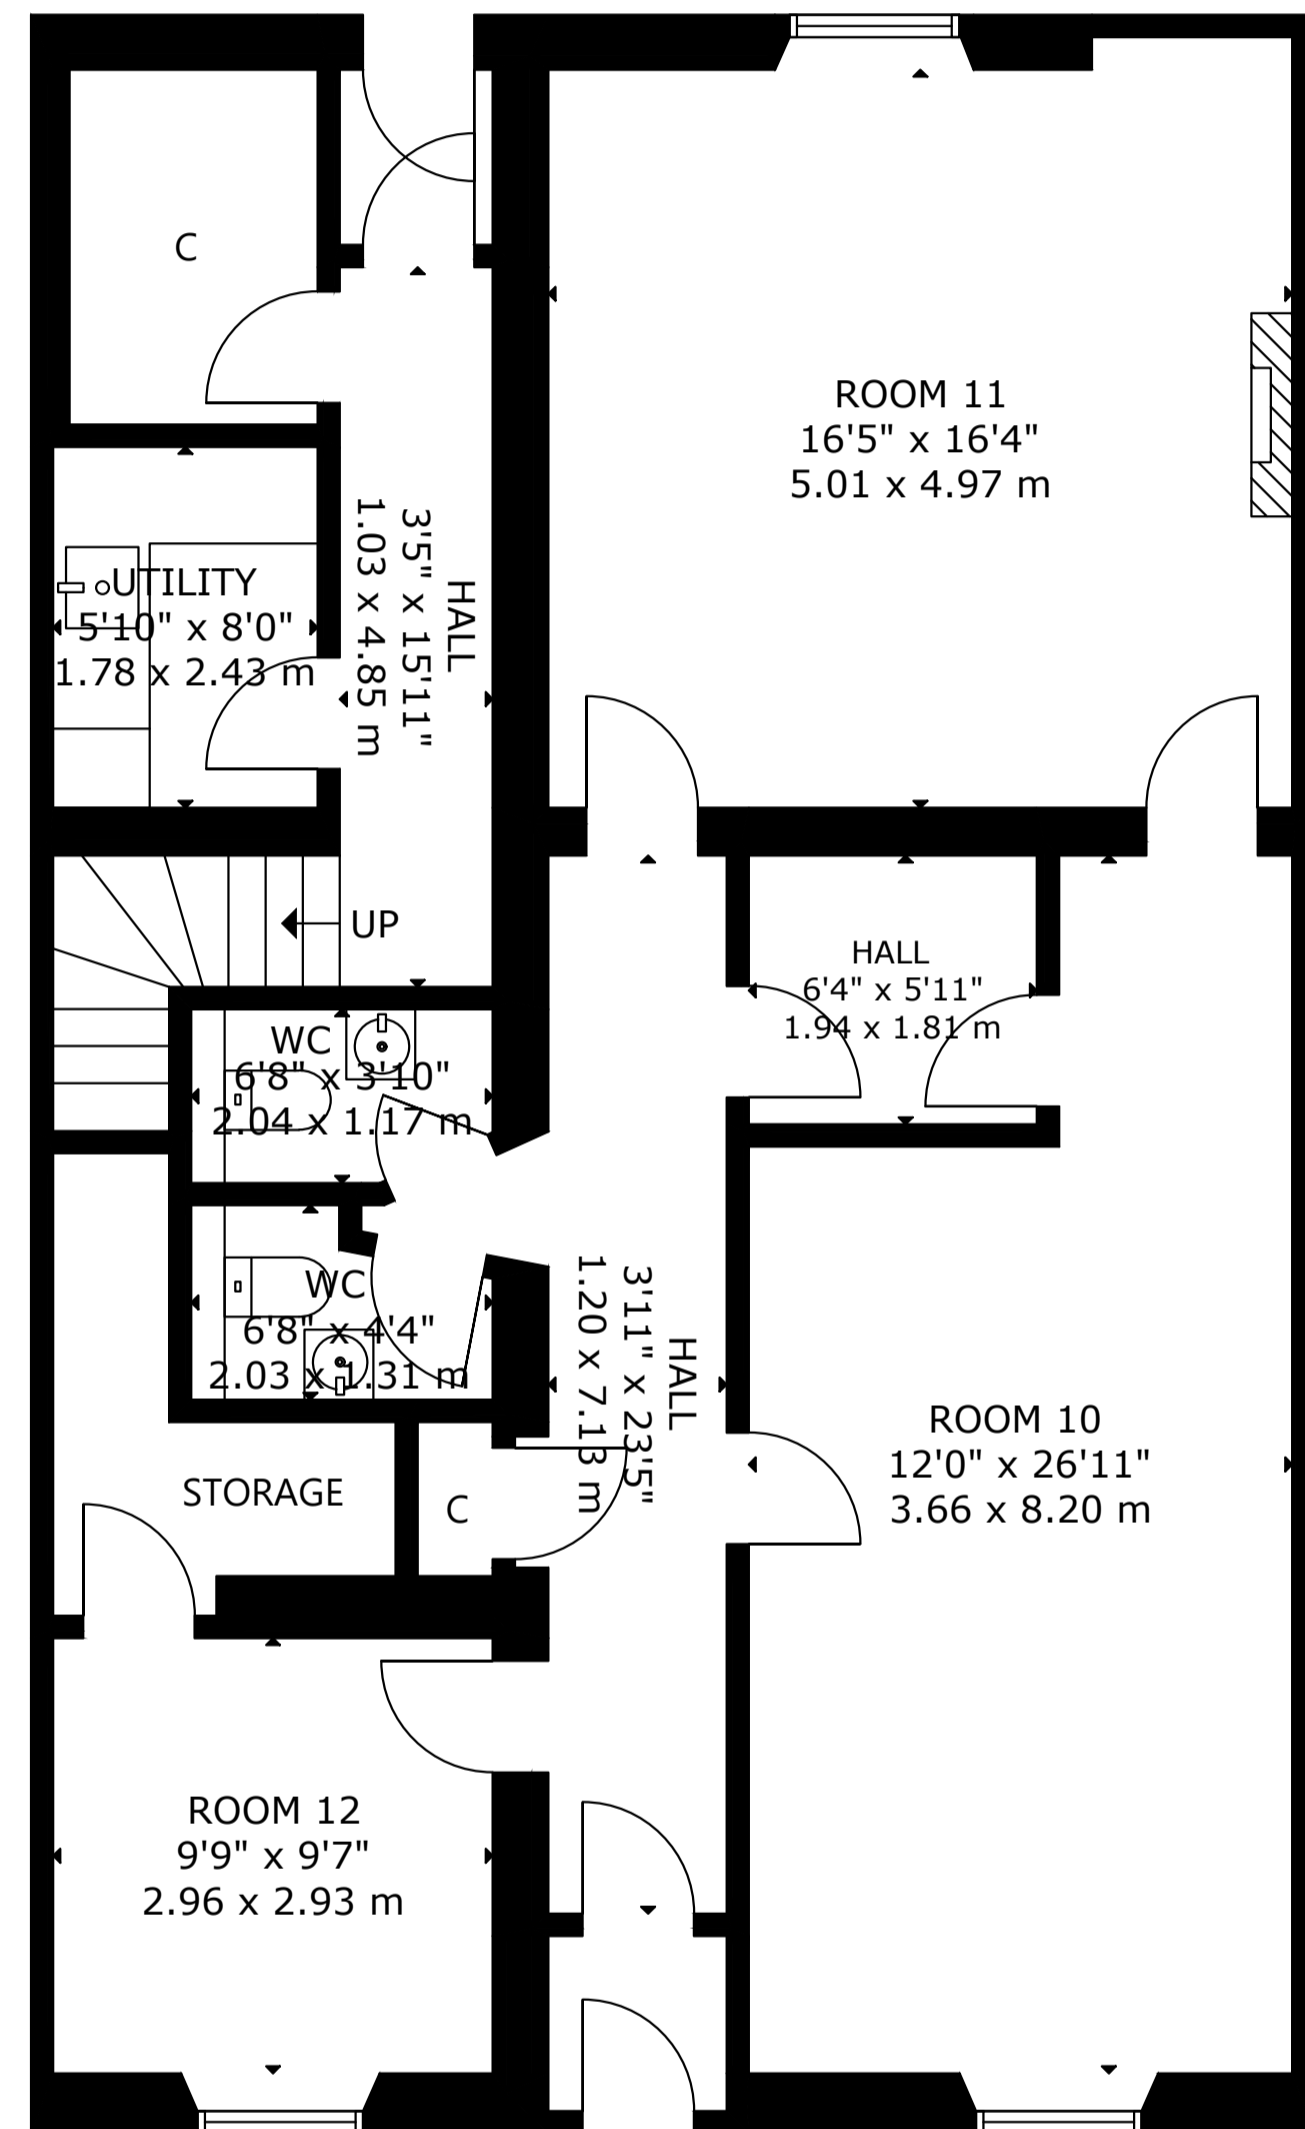 C
ROOM 11
16'5" x 16'4"
5.01 x 4.97 m
UTILITY
5'10" x 8'0"
1.78 x 2.43 m
HALL
3'5" x 15'11"
1.03 x 4.85 m
UP
HALL
6'4" x 5'11"
1.94 x 1.81 m
WC
6'8" x 3'10"
2.04 x 1.17 m
WC
6'8" x 4'4"
2.03 x 1.31 m
HALL
3'11" x 23'5"
1.20 x 7.13 m
ROOM 10
12'0" x 26'11"
3.66 x 8.20 m
STORAGE
C
ROOM 12
9'9" x 9'7"
2.96 x 2.93 m